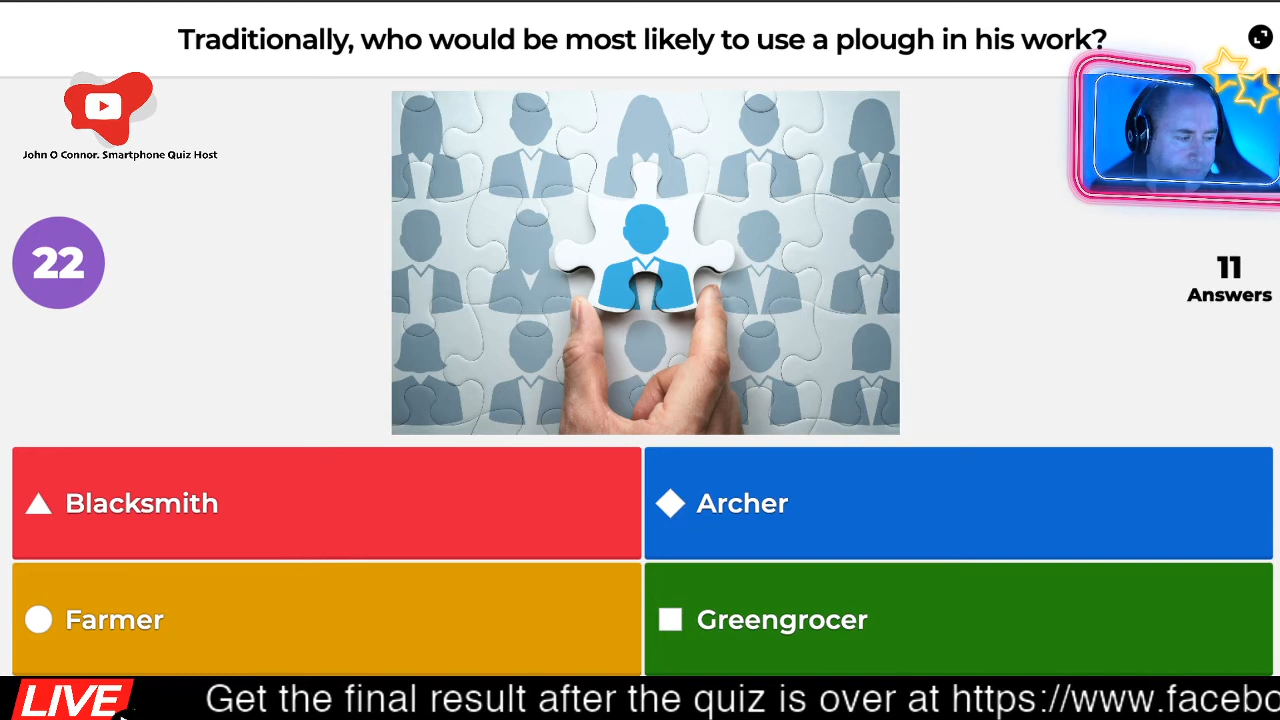 Traditionally, who would be most likely to use a plough in his work?
John O Connor. Smartphone Quiz Host
22
11
Answers
Blacksmith
Archer
Farmer
Greengrocer
LIVE
Get the final result after the quiz is over at https://www.facebo